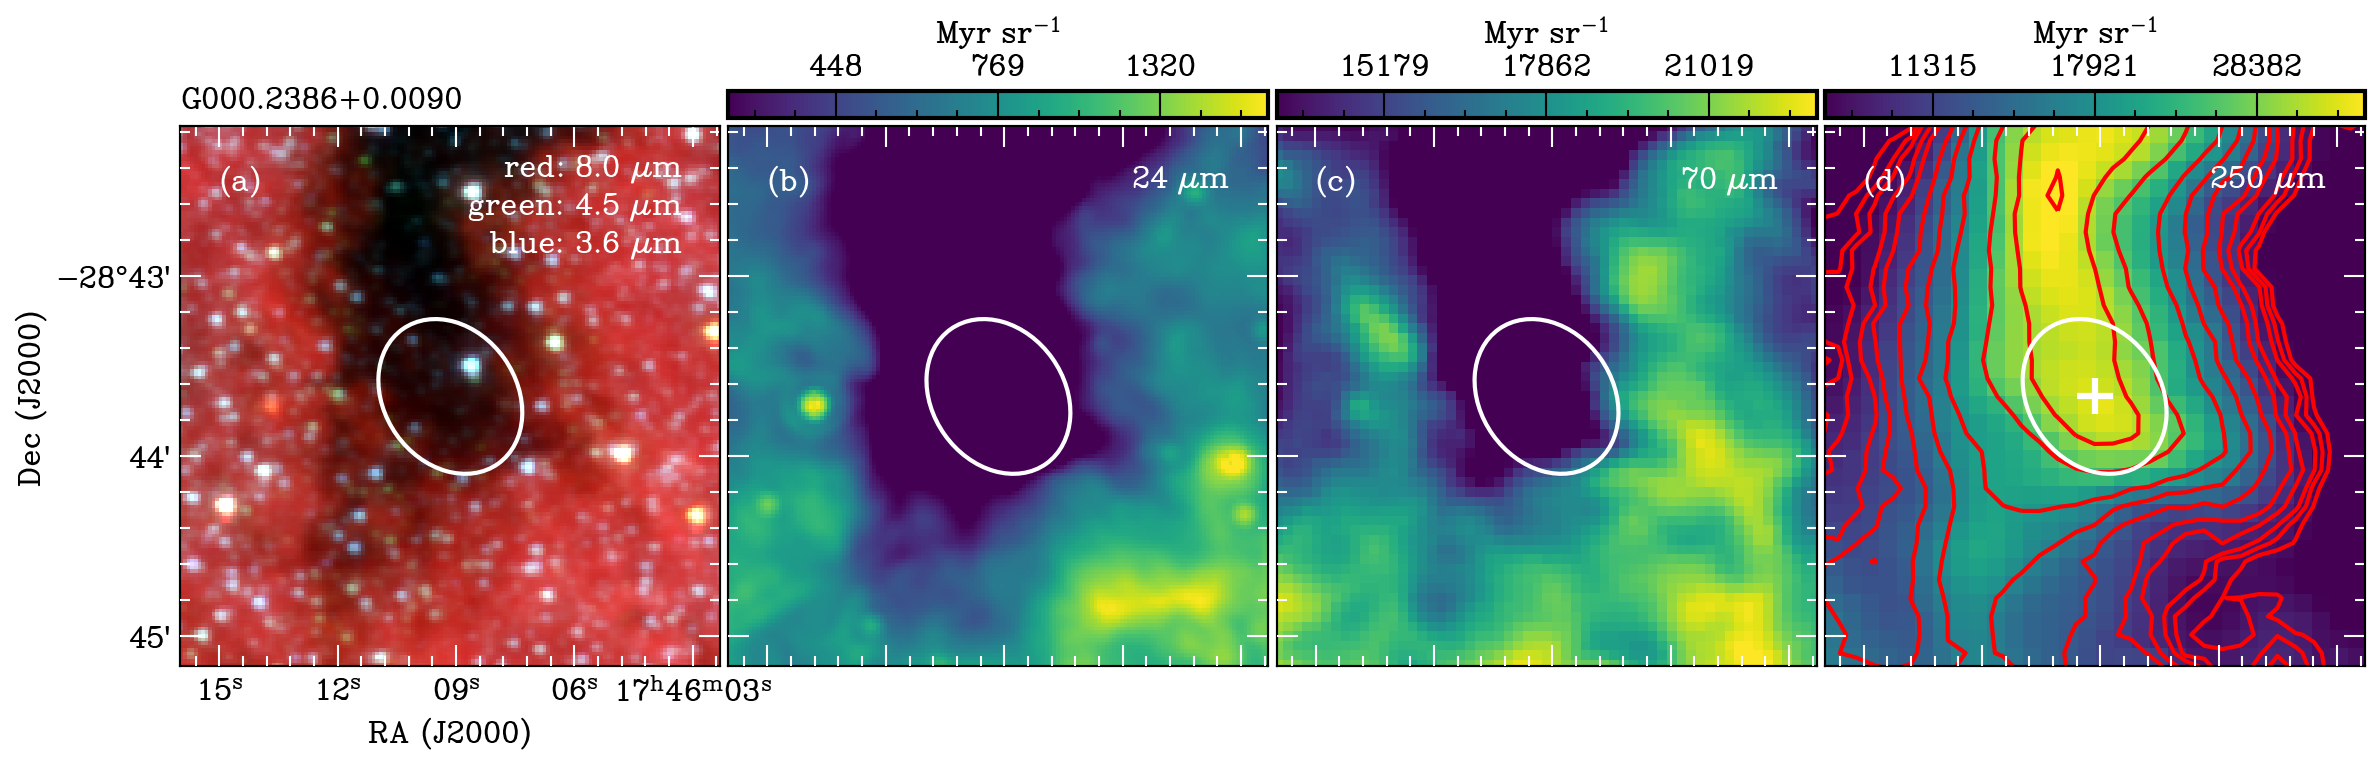 Myr sr⁻¹
448 769 1320
Myr sr⁻¹
15179 17862 21019
Myr sr⁻¹
11315 17921 28382
G000.2386+0.0090
(a)
red: 8.0 μm
green: 4.5 μm
blue: 3.6 μm
(b)
24 μm
(c)
70 μm
(d)
250 μm
−28°43'
44'
45'
Dec (J2000)
15ˢ 12ˢ 09ˢ 06ˢ 17ʰ46ᵐ03ˢ
RA (J2000)